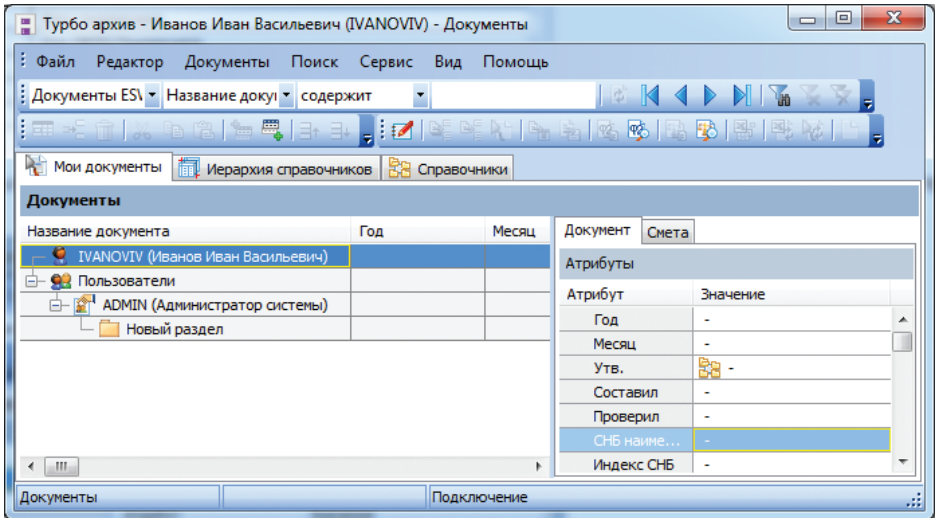 Турбо архив - Иванов Иван Васильевич (IVANOVIV) - Документы
Файл Редактор Документы Поиск Сервис Вид Помощь
Документы ES\ Название докуı содержит
Мои документы Иерархия справочников Справочники
Документы
Название документа Год Месяц
IVANOVIV (Иванов Иван Васильевич)
Пользователи
ADMIN (Администратор системы)
Новый раздел
Документ Смета
Атрибуты
Атрибут Значение
Год -
Месяц -
Утв. -
Составил -
Проверил -
СНБ наиме... -
Индекс СНБ -
Документы Подключение